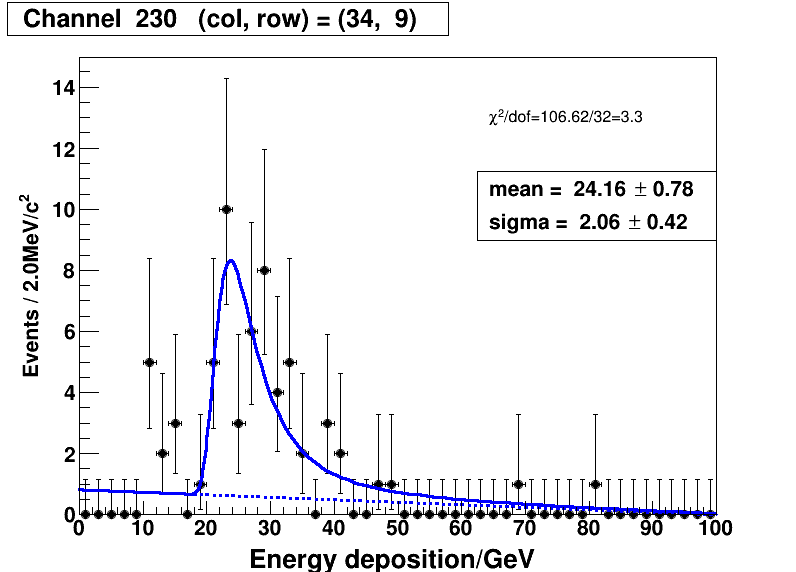 Channel 230 (col, row) = (34, 9)
χ²/dof=106.62/32=3.3
mean = 24.16 ± 0.78
sigma = 2.06 ± 0.42
Events / 2.0MeV/c²
14
12
10
8
6
4
2
0
0 10 20 30 40 50 60 70 80 90 100
Energy deposition/GeV